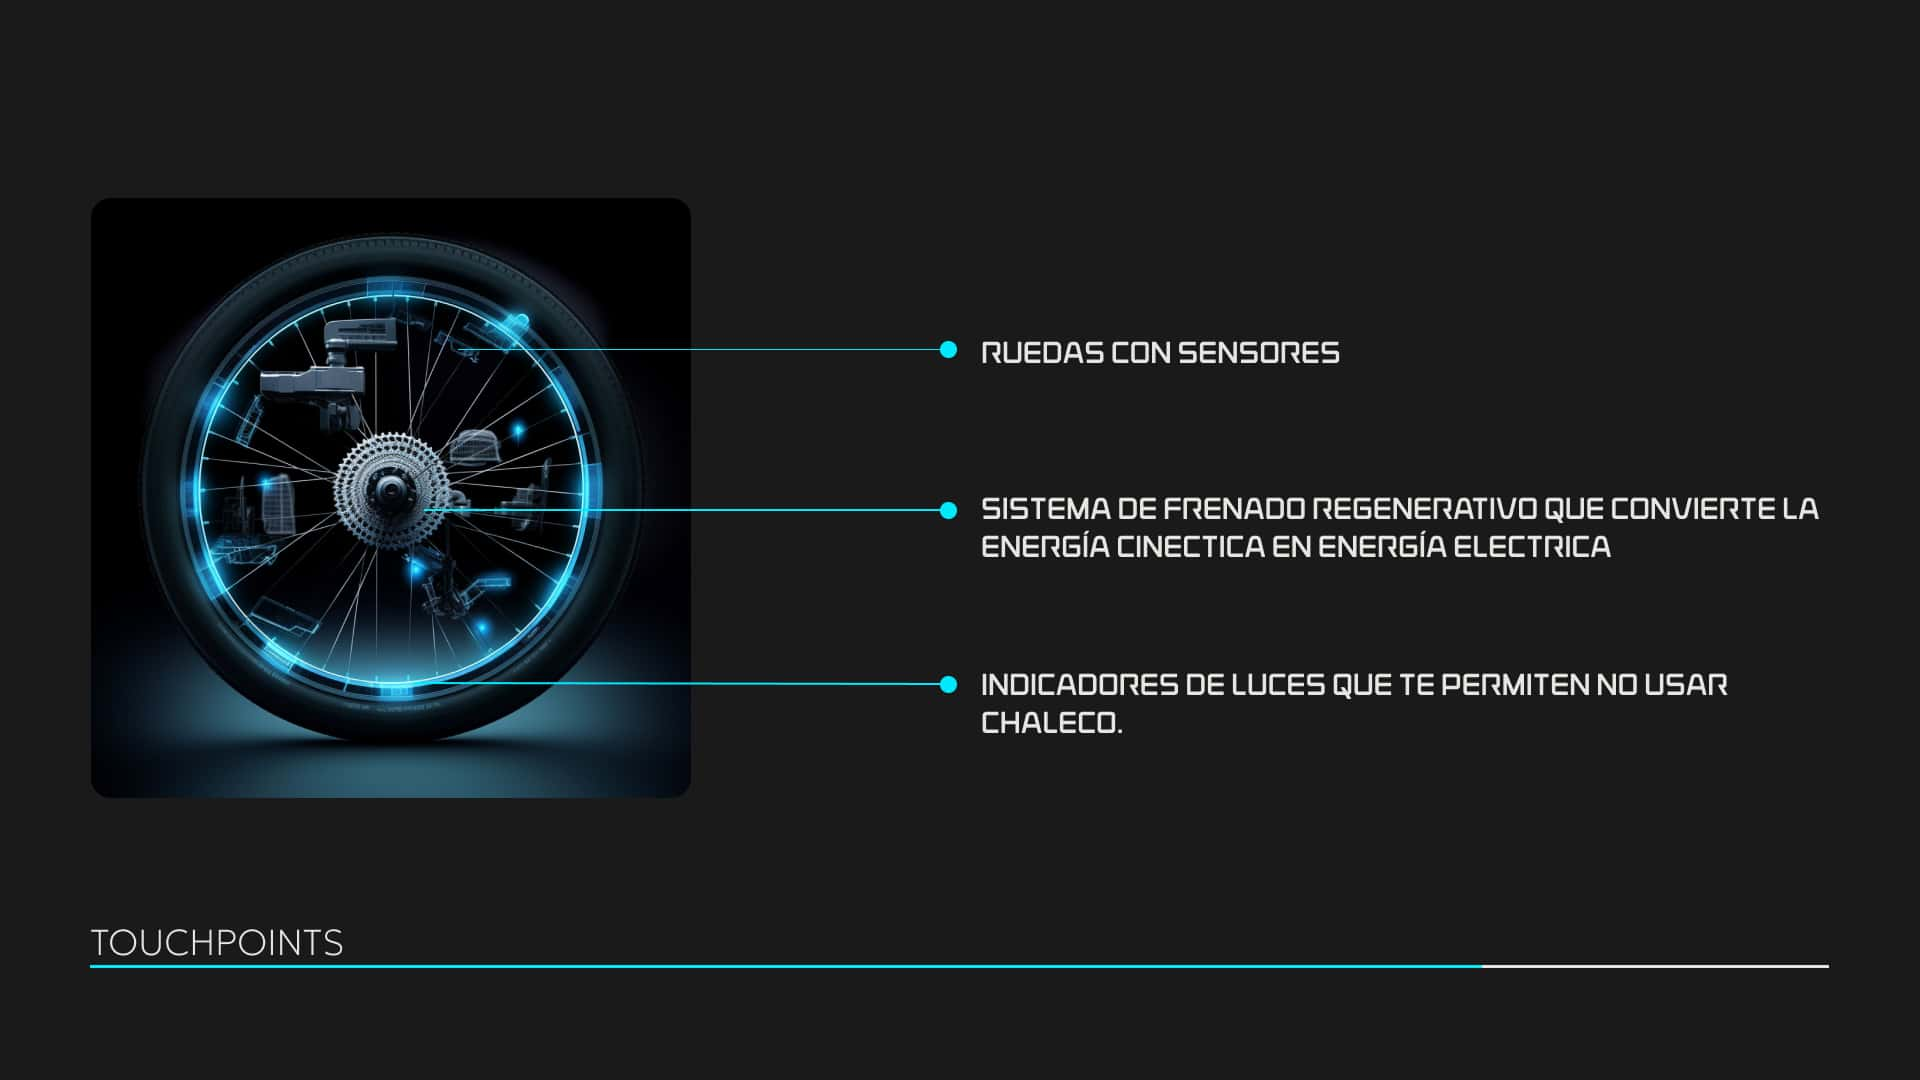 RUEDAS CON SENSORES
SISTEMA DE FRENADO REGENERATIVO QUE CONVIERTE LA
ENERGÍA CINECTICA EN ENERGÍA ELECTRICA
INDICADORES DE LUCES QUE TE PERMITEN NO USAR
CHALECO.
TOUCHPOINTS